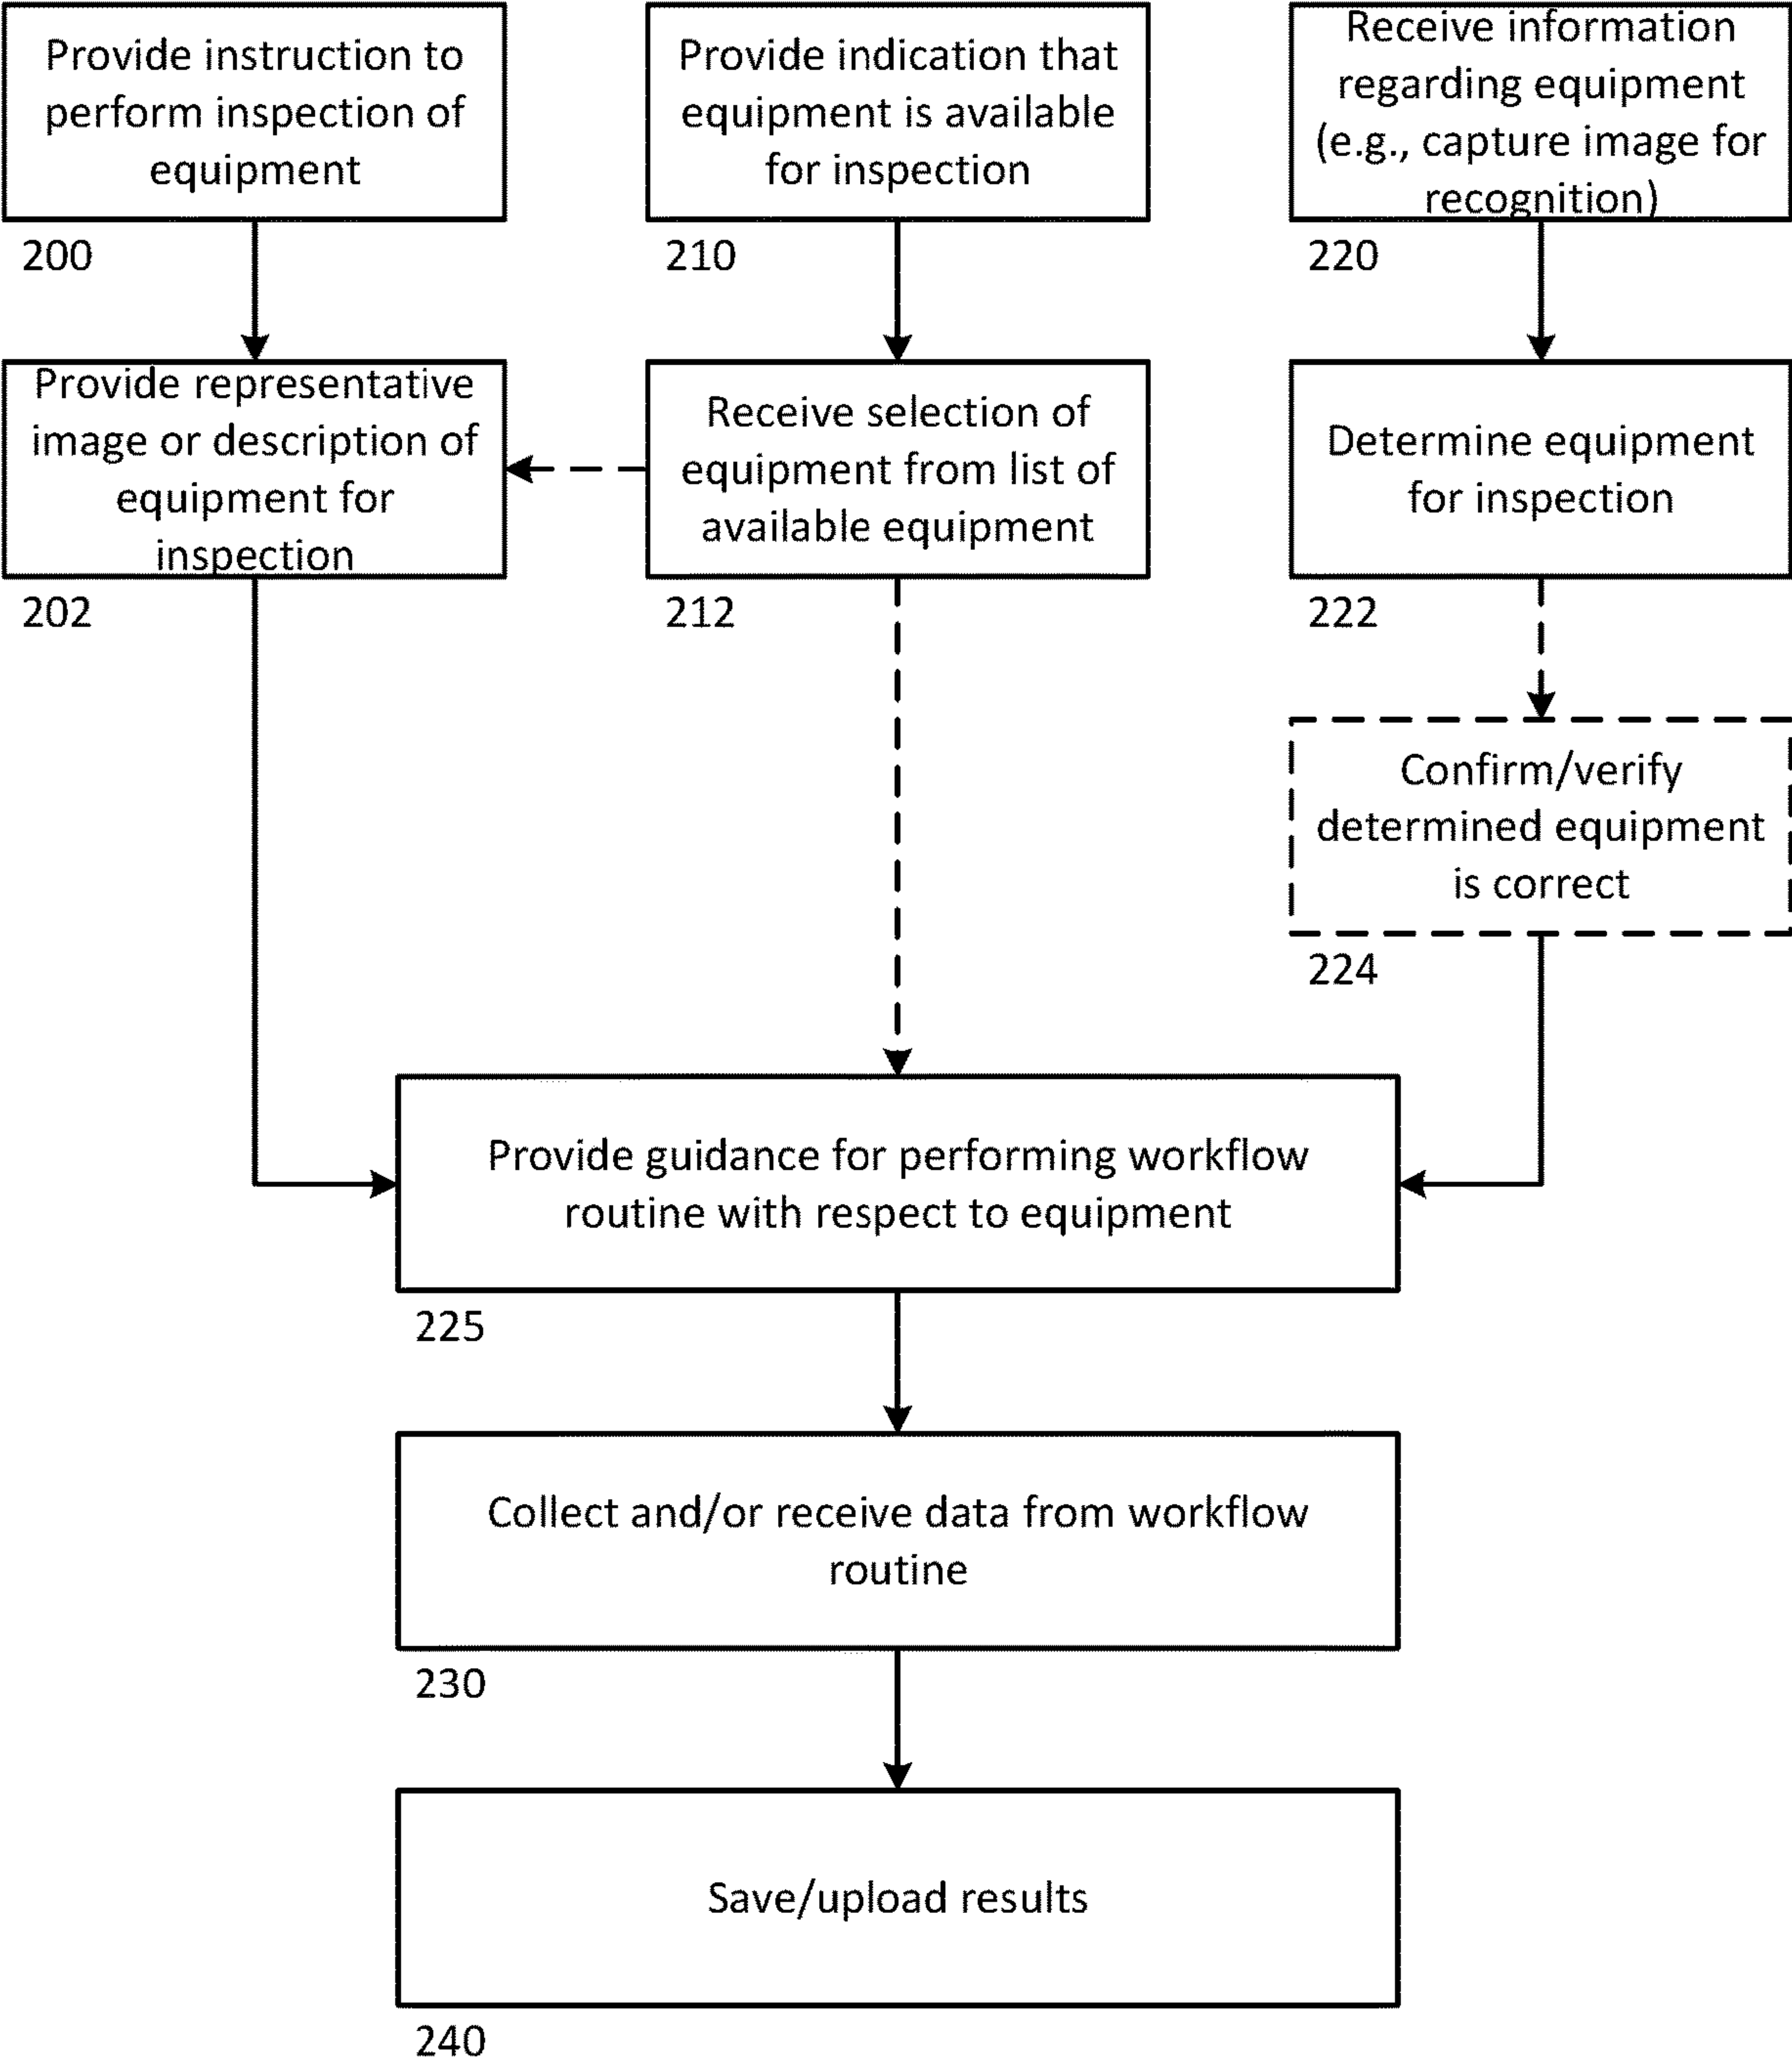 Provide instruction to
perform inspection of
equipment
200
Provide indication that
equipment is available
for inspection
210
Receive information
regarding equipment
(e.g., capture image for
recognition)
220
Provide representative
image or description of
equipment for
inspection
202
Receive selection of
equipment from list of
available equipment
212
Determine equipment
for inspection
222
Confirm/verify
determined equipment
is correct
224
Provide guidance for performing workflow
routine with respect to equipment
225
Collect and/or receive data from workflow
routine
230
Save/upload results
240